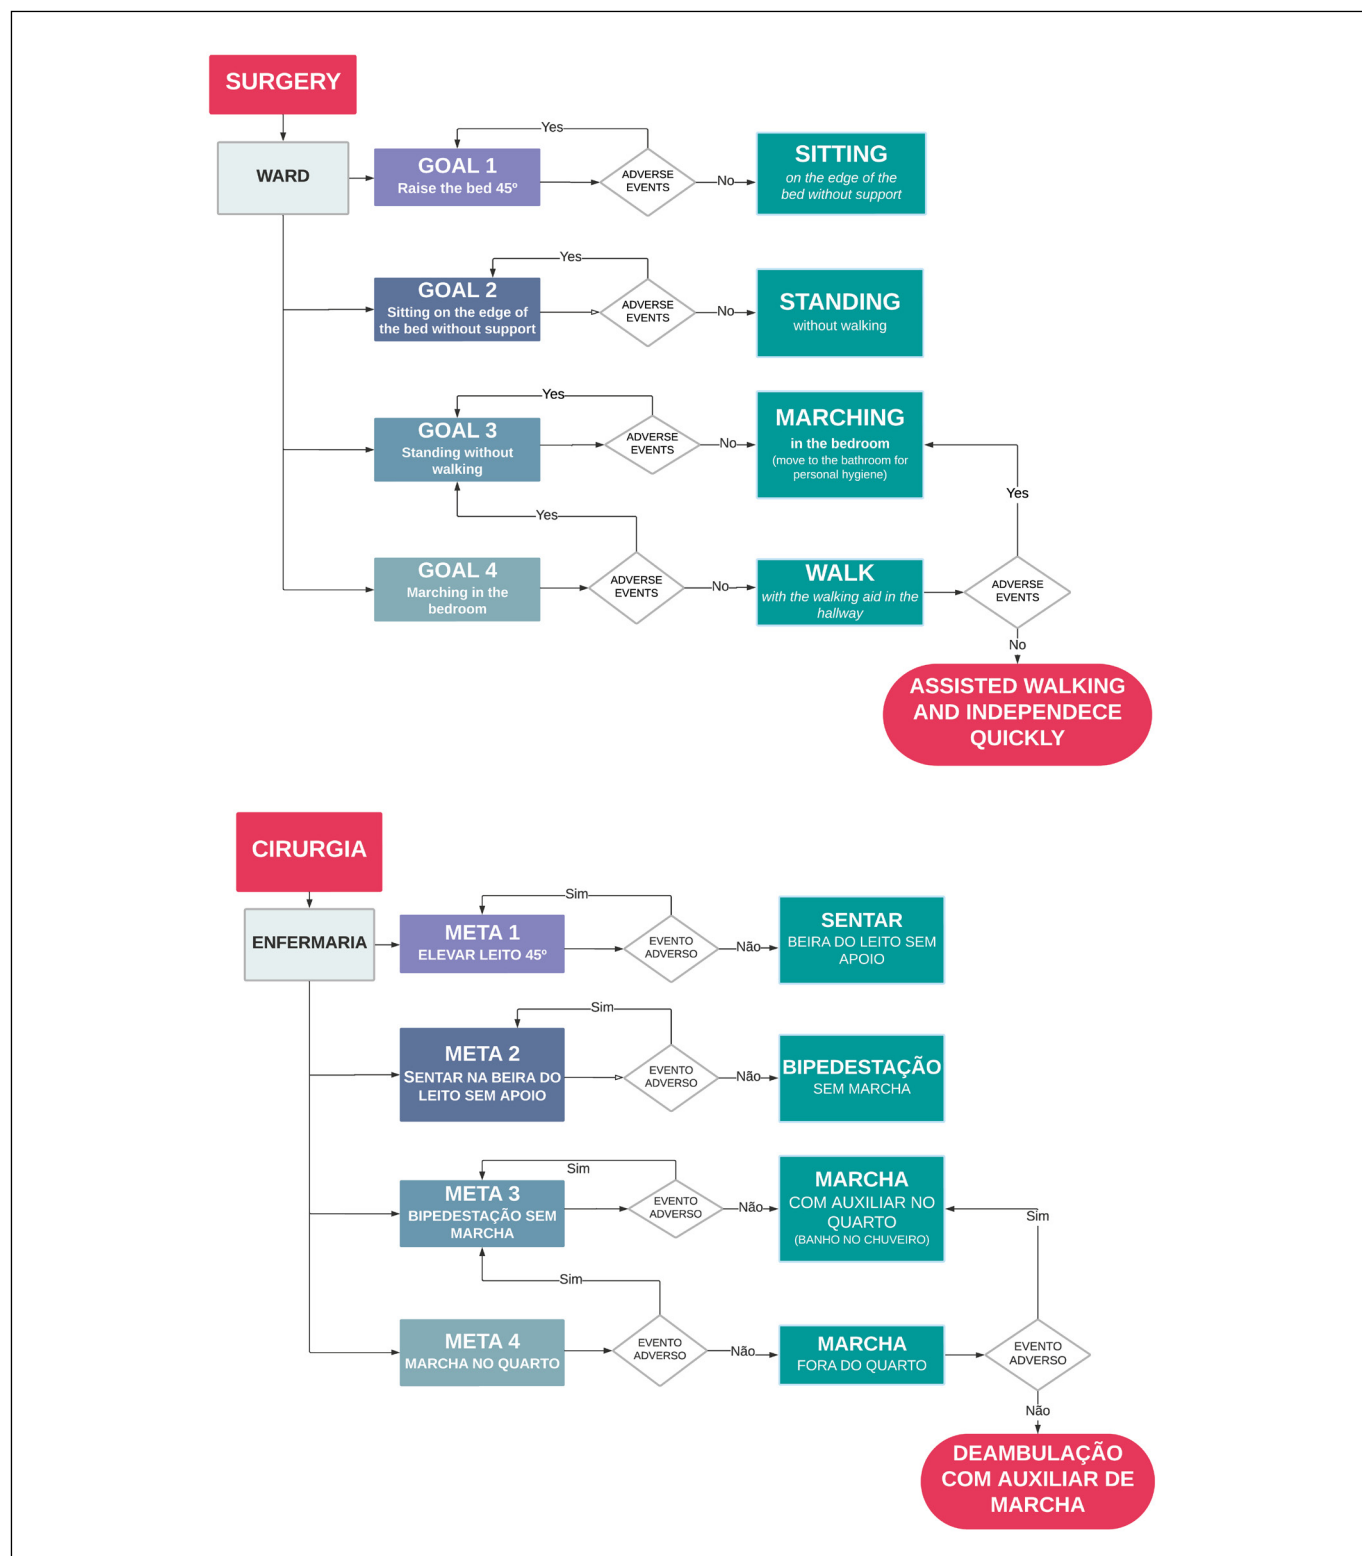 SURGERY
WARD
GOAL 1
Raise the bed 45º
Yes
ADVERSE
EVENTS
No
SITTING
on the edge of the
bed without support
GOAL 2
Sitting on the edge of
the bed without support
Yes
ADVERSE
EVENTS
No
STANDING
without walking
GOAL 3
Standing without
walking
Yes
ADVERSE
EVENTS
No
MARCHING
in the bedroom
(move to the bathroom for
personal hygiene)
GOAL 4
Marching in the
bedroom
Yes
ADVERSE
EVENTS
No
WALK
with the walking aid in the
hallway
Yes
ADVERSE
EVENTS
No
ASSISTED WALKING
AND INDEPENDECE
QUICKLY
CIRURGIA
ENFERMARIA
META 1
ELEVAR LEITO 45º
Sim
EVENTO
ADVERSO
Não
SENTAR
BEIRA DO LEITO SEM
APOIO
META 2
SENTAR NA BEIRA DO
LEITO SEM APOIO
Sim
EVENTO
ADVERSO
Não
BIPEDESTAÇÃO
SEM MARCHA
META 3
BIPEDESTAÇÃO SEM
MARCHA
Sim
EVENTO
ADVERSO
Não
MARCHA
COM AUXILIAR NO
QUARTO
(BANHO NO CHUVEIRO)
META 4
MARCHA NO QUARTO
Sim
EVENTO
ADVERSO
Não
MARCHA
FORA DO QUARTO
Sim
EVENTO
ADVERSO
Não
DEAMBULAÇÃO
COM AUXILIAR DE
MARCHA